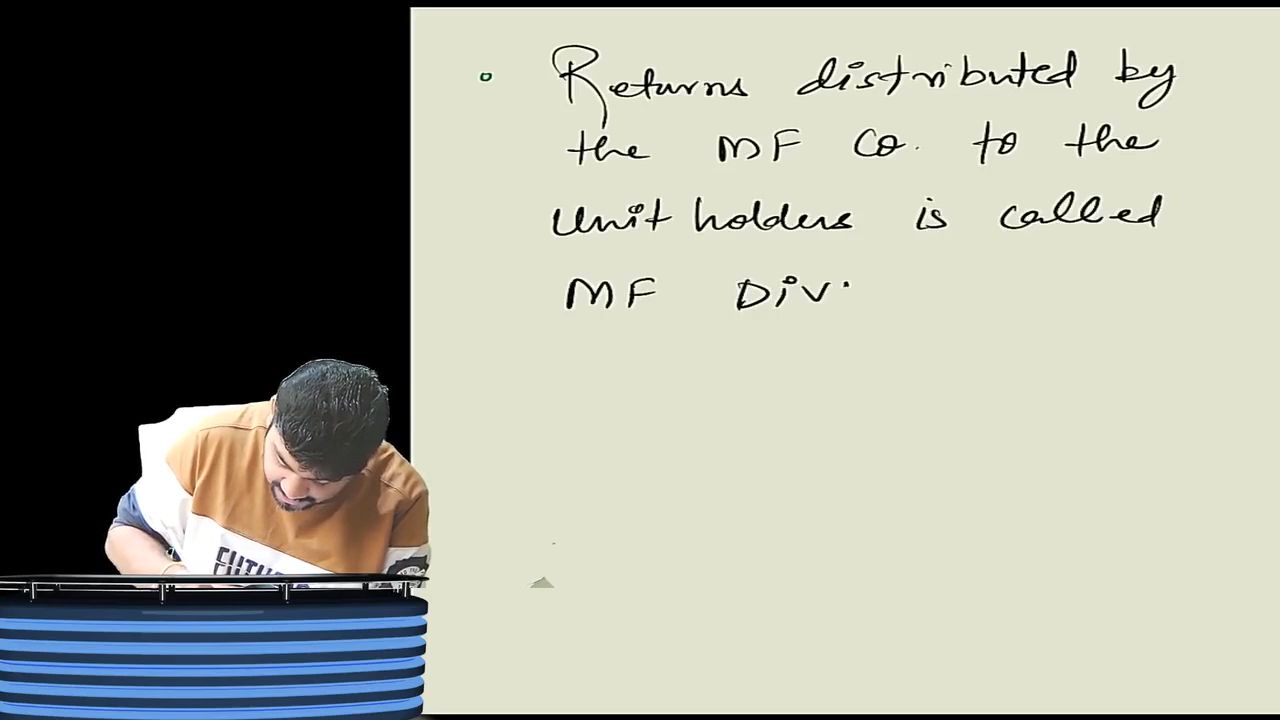 Returns distributed by
the MF Co. to the
Unit holders is called
MF Div.